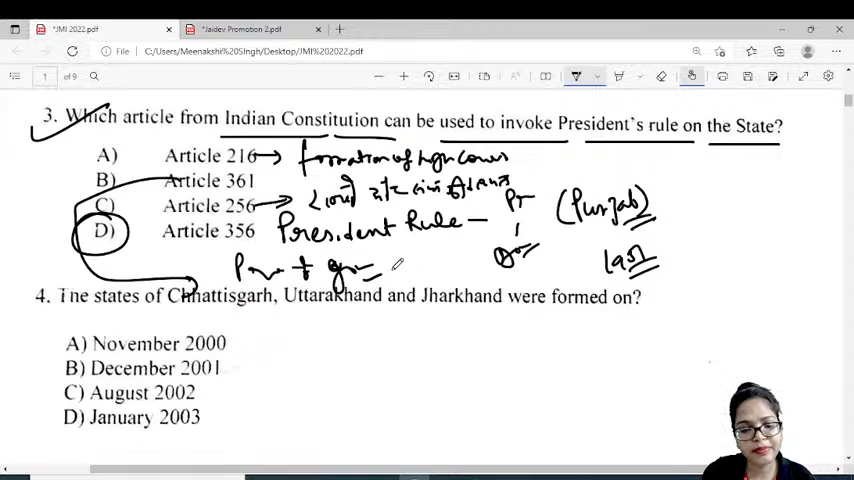 *JMI 2022.pdf
*Jaidev Promotion 2.pdf
File
C:/Users/Meenakshi%20SIngh/Desktop/JMI%202022.pdf
1 of 9
3. Which article from Indian Constitution can be used to invoke President's rule on the State?
A) Article 216 → formation of high Courts
B) Article 361
C) Article 256 →
D) Article 356 President Rule - (Punjab)
last
4. The states of Chhattisgarh, Uttarakhand and Jharkhand were formed on?
A) November 2000
B) December 2001
C) August 2002
D) January 2003